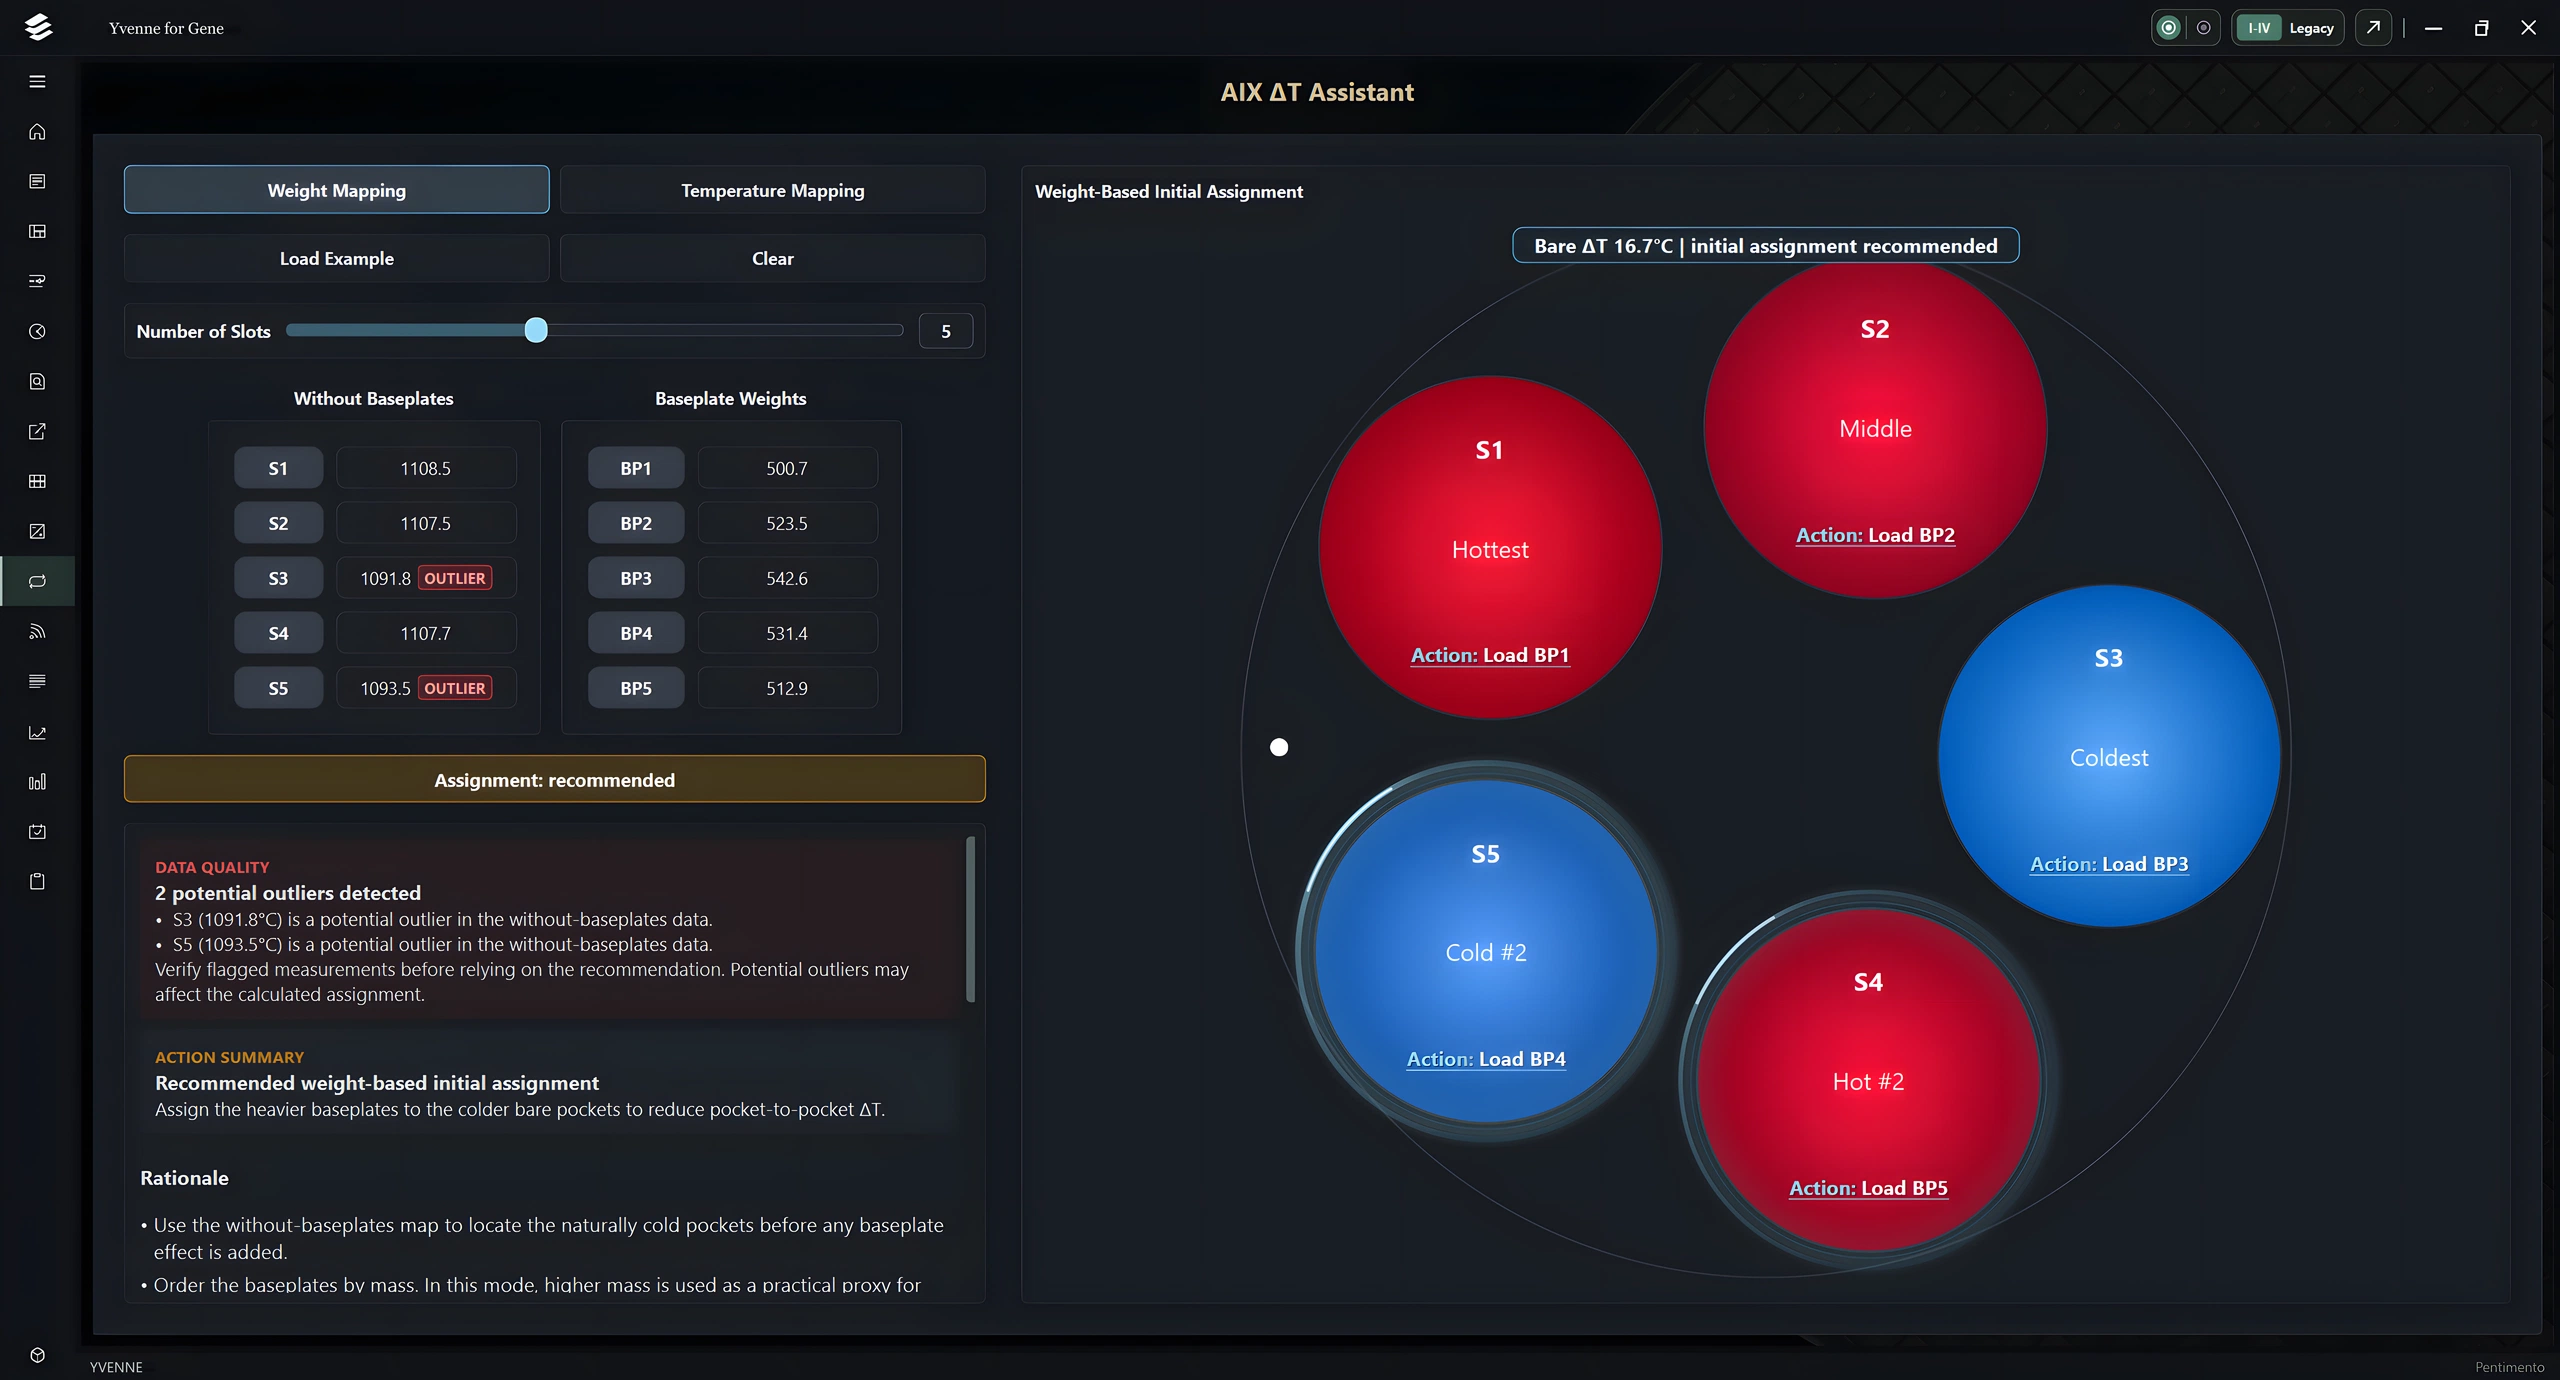 Yvenne for Gene
I-IV Legacy
AIX ΔT Assistant
Weight Mapping
Temperature Mapping
Load Example
Clear
Number of Slots
5
Without Baseplates
S1 1108.5
S2 1107.5
S3 1091.8 OUTLIER
S4 1107.7
S5 1093.5 OUTLIER
Baseplate Weights
BP1 500.7
BP2 523.5
BP3 542.6
BP4 531.4
BP5 512.9
Assignment: recommended
DATA QUALITY
2 potential outliers detected
• S3 (1091.8°C) is a potential outlier in the without-baseplates data.
• S5 (1093.5°C) is a potential outlier in the without-baseplates data.
Verify flagged measurements before relying on the recommendation. Potential outliers may
affect the calculated assignment.
ACTION SUMMARY
Recommended weight-based initial assignment
Assign the heavier baseplates to the colder bare pockets to reduce pocket-to-pocket ΔT.
Rationale
• Use the without-baseplates map to locate the naturally cold pockets before any baseplate
effect is added.
• Order the baseplates by mass. In this mode, higher mass is used as a practical proxy for
Weight-Based Initial Assignment
Bare ΔT 16.7°C | initial assignment recommended
S1
Hottest
Action: Load BP1
S2
Middle
Action: Load BP2
S3
Coldest
Action: Load BP3
S5
Cold #2
Action: Load BP4
S4
Hot #2
Action: Load BP5
YVENNE
Pentimento